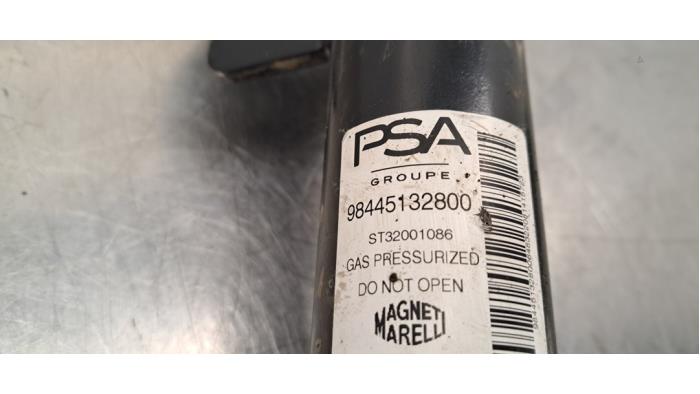 PSA
GROUPE
98445132800
ST32001086
GAS PRESSURIZED
DO NOT OPEN
MAGNETI
MARELLI